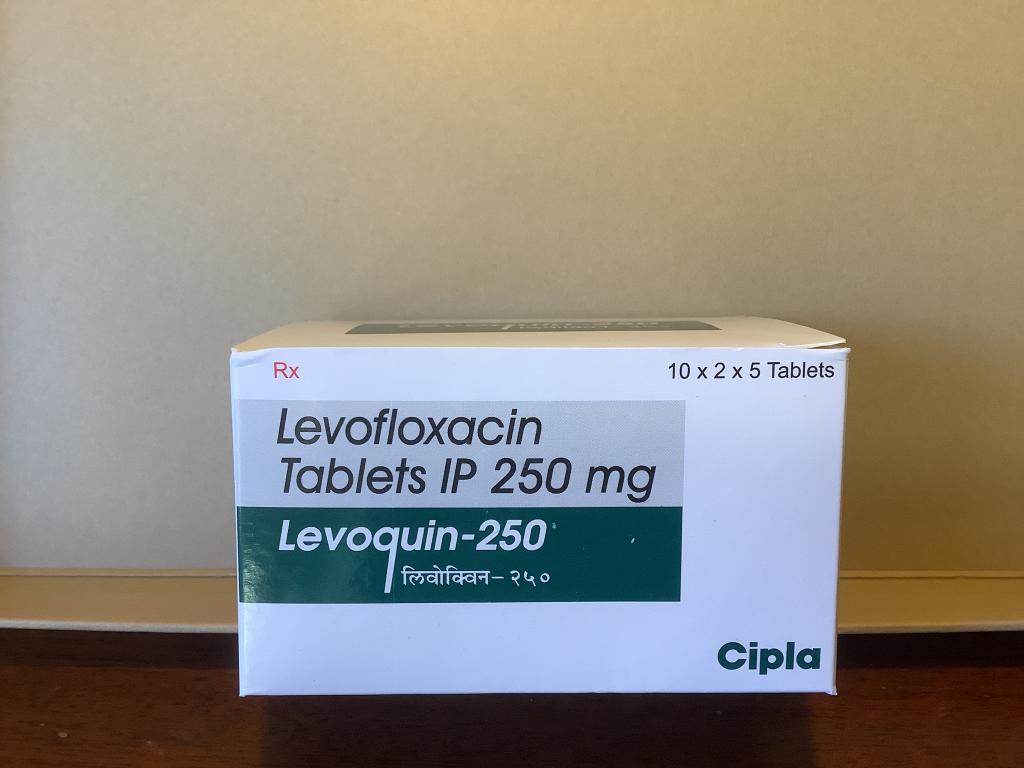 Rx
10 x 2 x 5 Tablets
Levofloxacin
Tablets IP 250 mg
Levoquin-250
लिवोक्विन–२५०
Cipla